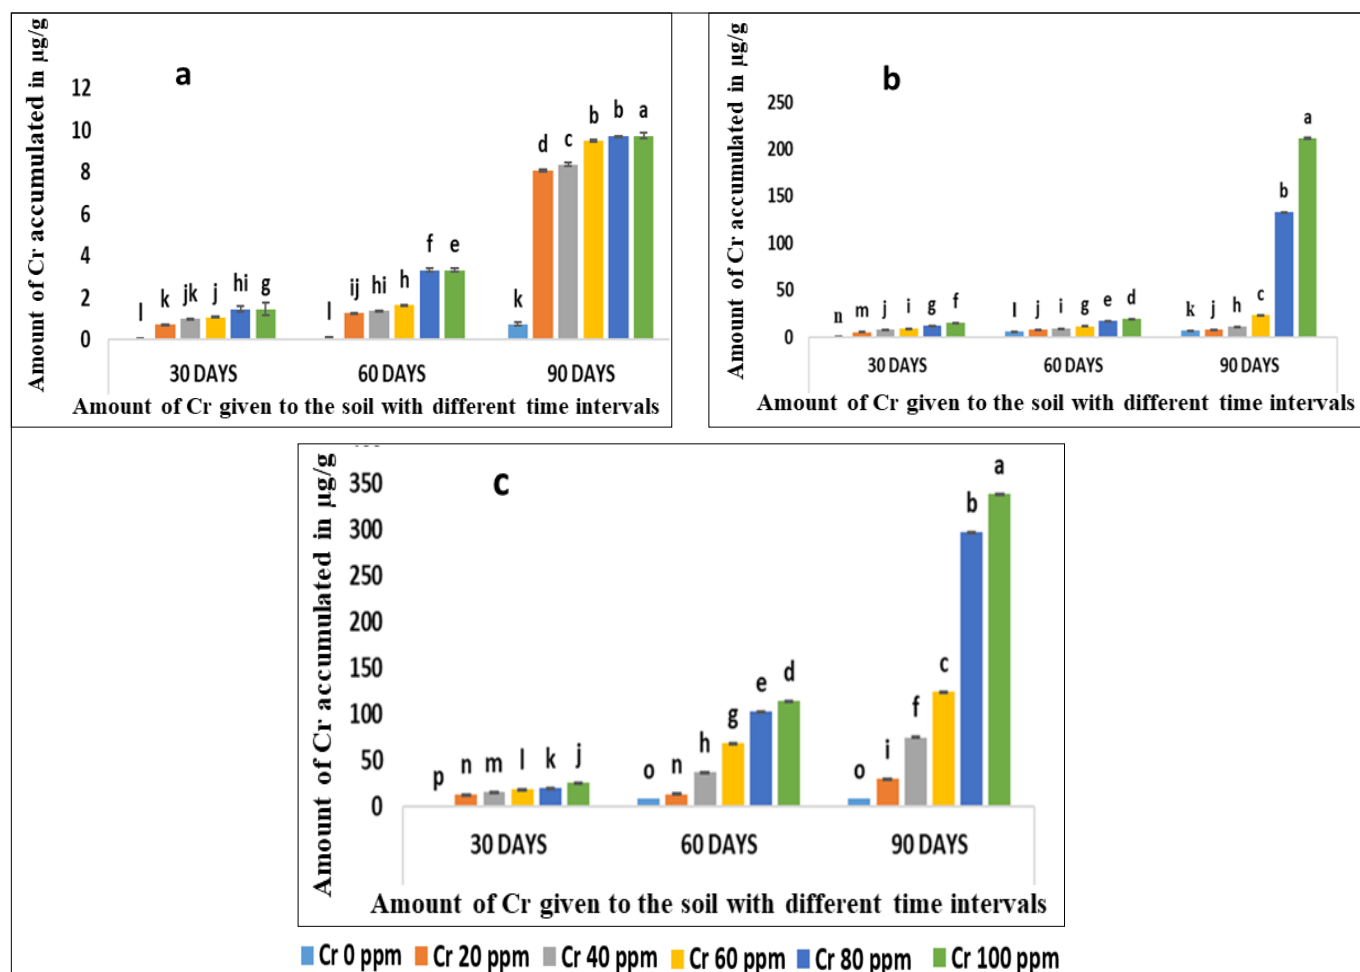 Amount of Cr accumulated in µg/g
a
12
10
8
6
4
2
0
l k jk j hi g
l ij hi h f e
k d c b b a
30 DAYS 60 DAYS 90 DAYS
Amount of Cr given to the soil with different time intervals
Amount of Cr accumulated in µg/g
b
250
200
150
100
50
0
n m j i g f
l j i g e d
k j h c b a
30 DAYS 60 DAYS 90 DAYS
Amount of Cr given to the soil with different time intervals
Amount of Cr accumulated in µg/g
c
350
300
250
200
150
100
50
0
p n m l k j
o n h g e d
o i f c b a
30 DAYS 60 DAYS 90 DAYS
Amount of Cr given to the soil with different time intervals
Cr 0 ppm Cr 20 ppm Cr 40 ppm Cr 60 ppm Cr 80 ppm Cr 100 ppm